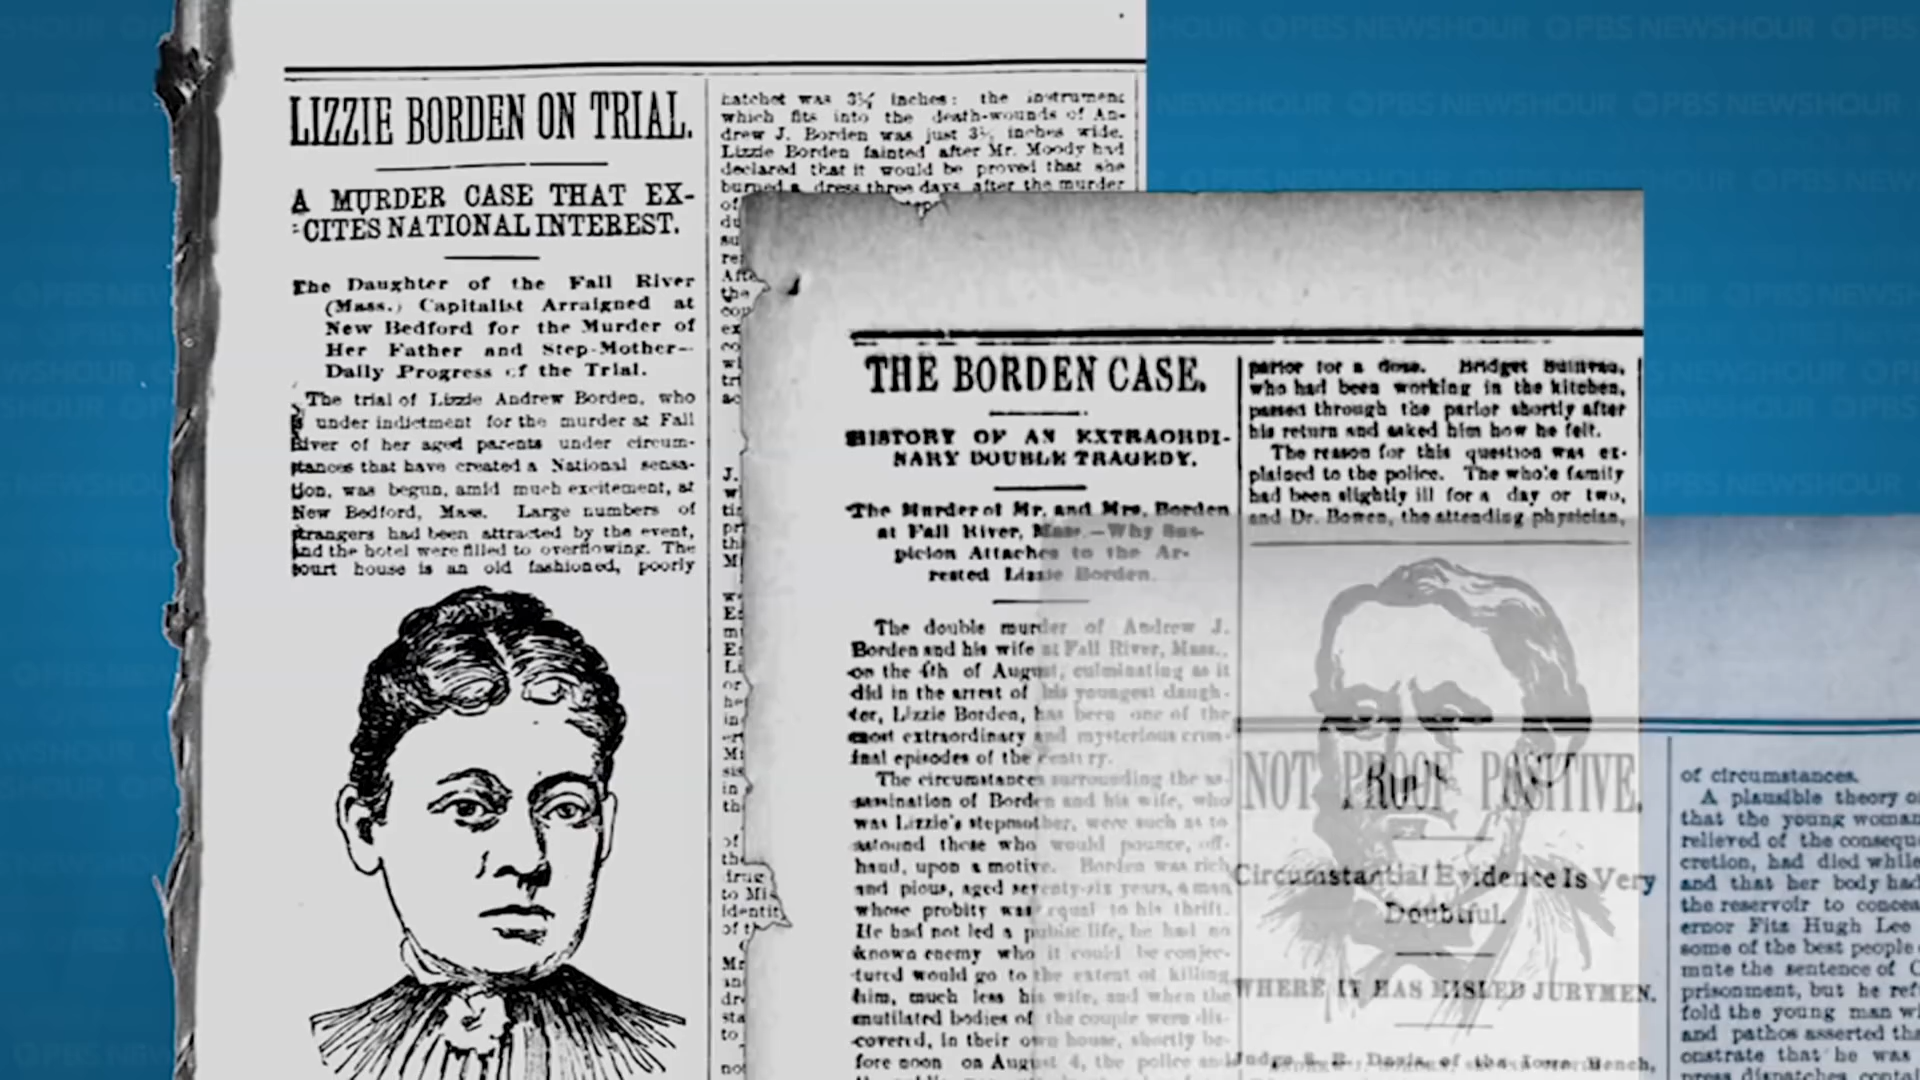 LIZZIE BORDEN ON TRIAL.
A MURDER CASE THAT EX-
CITES NATIONAL INTEREST.
The Daughter of the Fall River
(Mass.) Capitalist Arraigned at
New Bedford for the Murder of
Her Father and Step-Mother—
Daily Progress of the Trial.
The trial of Lizzie Andrew Borden, who
is under indictment for the murder at Fall
River of her aged parents under circum-
stances that have created a National sensa-
tion, was begun, amid much excitement, at
New Bedford, Mass. Large numbers of
strangers had been attracted by the event,
and the hotel were filled to overflowing. The
court house is an old fashioned, poorly
hatchet was 3½ inches: the instrument
which fits into the death-wounds of An-
drew J. Borden was just 3½ inches wide.
Lizzie Borden fainted after Mr. Moody had
declared that it would be proved that she
burned a dress three days after the murder
THE BORDEN CASE.
HISTORY OF AN EXTRAORDI-
NARY DOUBLE TRAGEDY.
The Murder of Mr. and Mrs. Borden
at Fall River, Mass.—Why Sus-
picion Attaches to the Ar-
rested Lizzie Borden.
The double murder of Andrew J.
Borden and his wife at Fall River, Mass.,
on the 4th of August, culminating as it
did in the arrest of his youngest daugh-
ter, Lizzie Borden, has been one of the
most extraordinary and mysterious crim-
inal episodes of the century.
The circumstances surrounding the as-
sassination of Borden and his wife, who
was Lizzie's stepmother, were such as to
astound those who would pounce, off-
hand, upon a motive. Borden was rich
and pious, aged seventy-six years, a man
whose probity was equal to his thrift.
He had not led a public life, he had no
known enemy who it could be conjec-
tured would go to the extent of killing
him, much less his wife, and when the
mutilated bodies of the couple were dis-
covered, in their own house, shortly be-
fore noon on August 4, the police and
parlor for a doze. Bridget Sullivan,
who had been working in the kitchen,
passed through the parlor shortly after
his return and asked him how he felt.
The reason for this question was ex-
plained to the police. The whole family
had been slightly ill for a day or two,
and Dr. Bowen, the attending physician,
NOT PROOF POSITIVE.
Circumstantial Evidence Is Very
Doubtful.
WHERE IT HAS MISLED JURYMEN.
of the Iowa Bench,
of circumstances.
A plausible theory
that the young woman
relieved of the
cretion, had died while
and that her body had
the reservoir to
ernor Fitz Hugh Lee
some of the best people
mute the sentence of
prisonment, but he
fold the young man
and pathos asserted
onstrate that he was
press dispatches
PBS NEWSHOUR